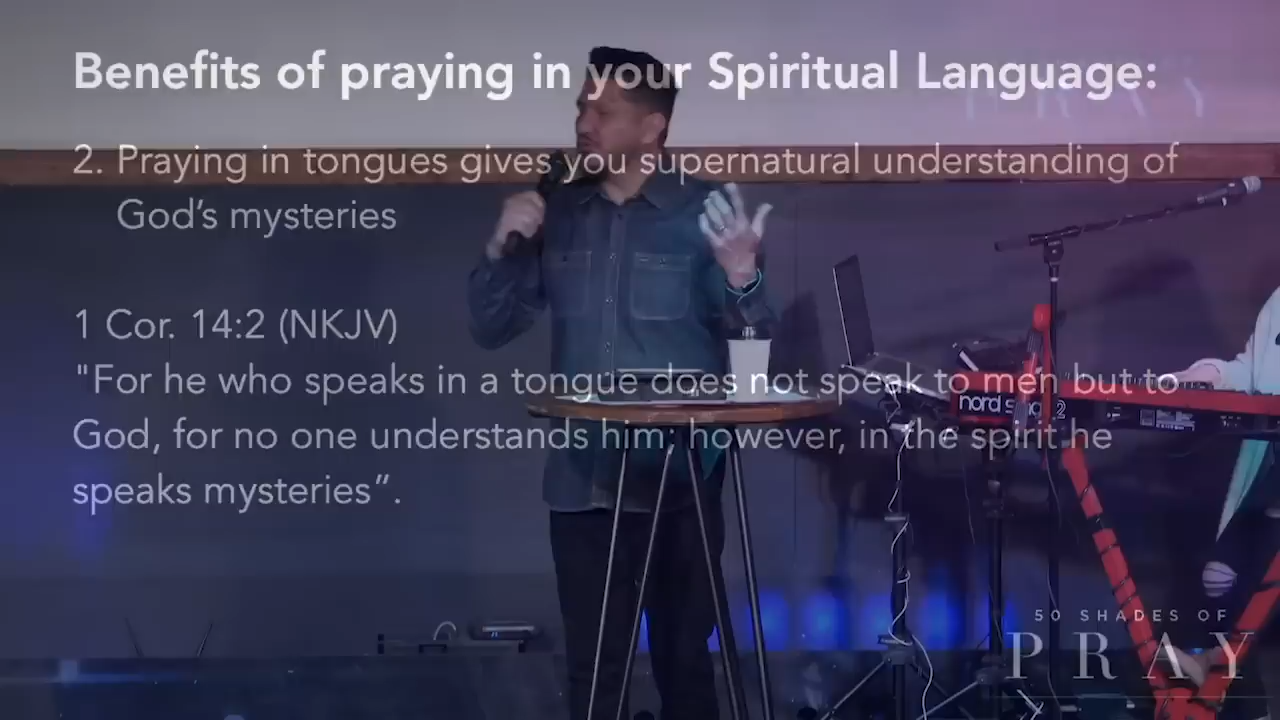 Benefits of praying in your Spiritual Language:
2. Praying in tongues gives you supernatural understanding of
God’s mysteries
1 Cor. 14:2 (NKJV)
"For he who speaks in a tongue does not speak to men but to
God, for no one understands him; however, in the spirit he
speaks mysteries”.
nord
50 SHADES OF
PRAY